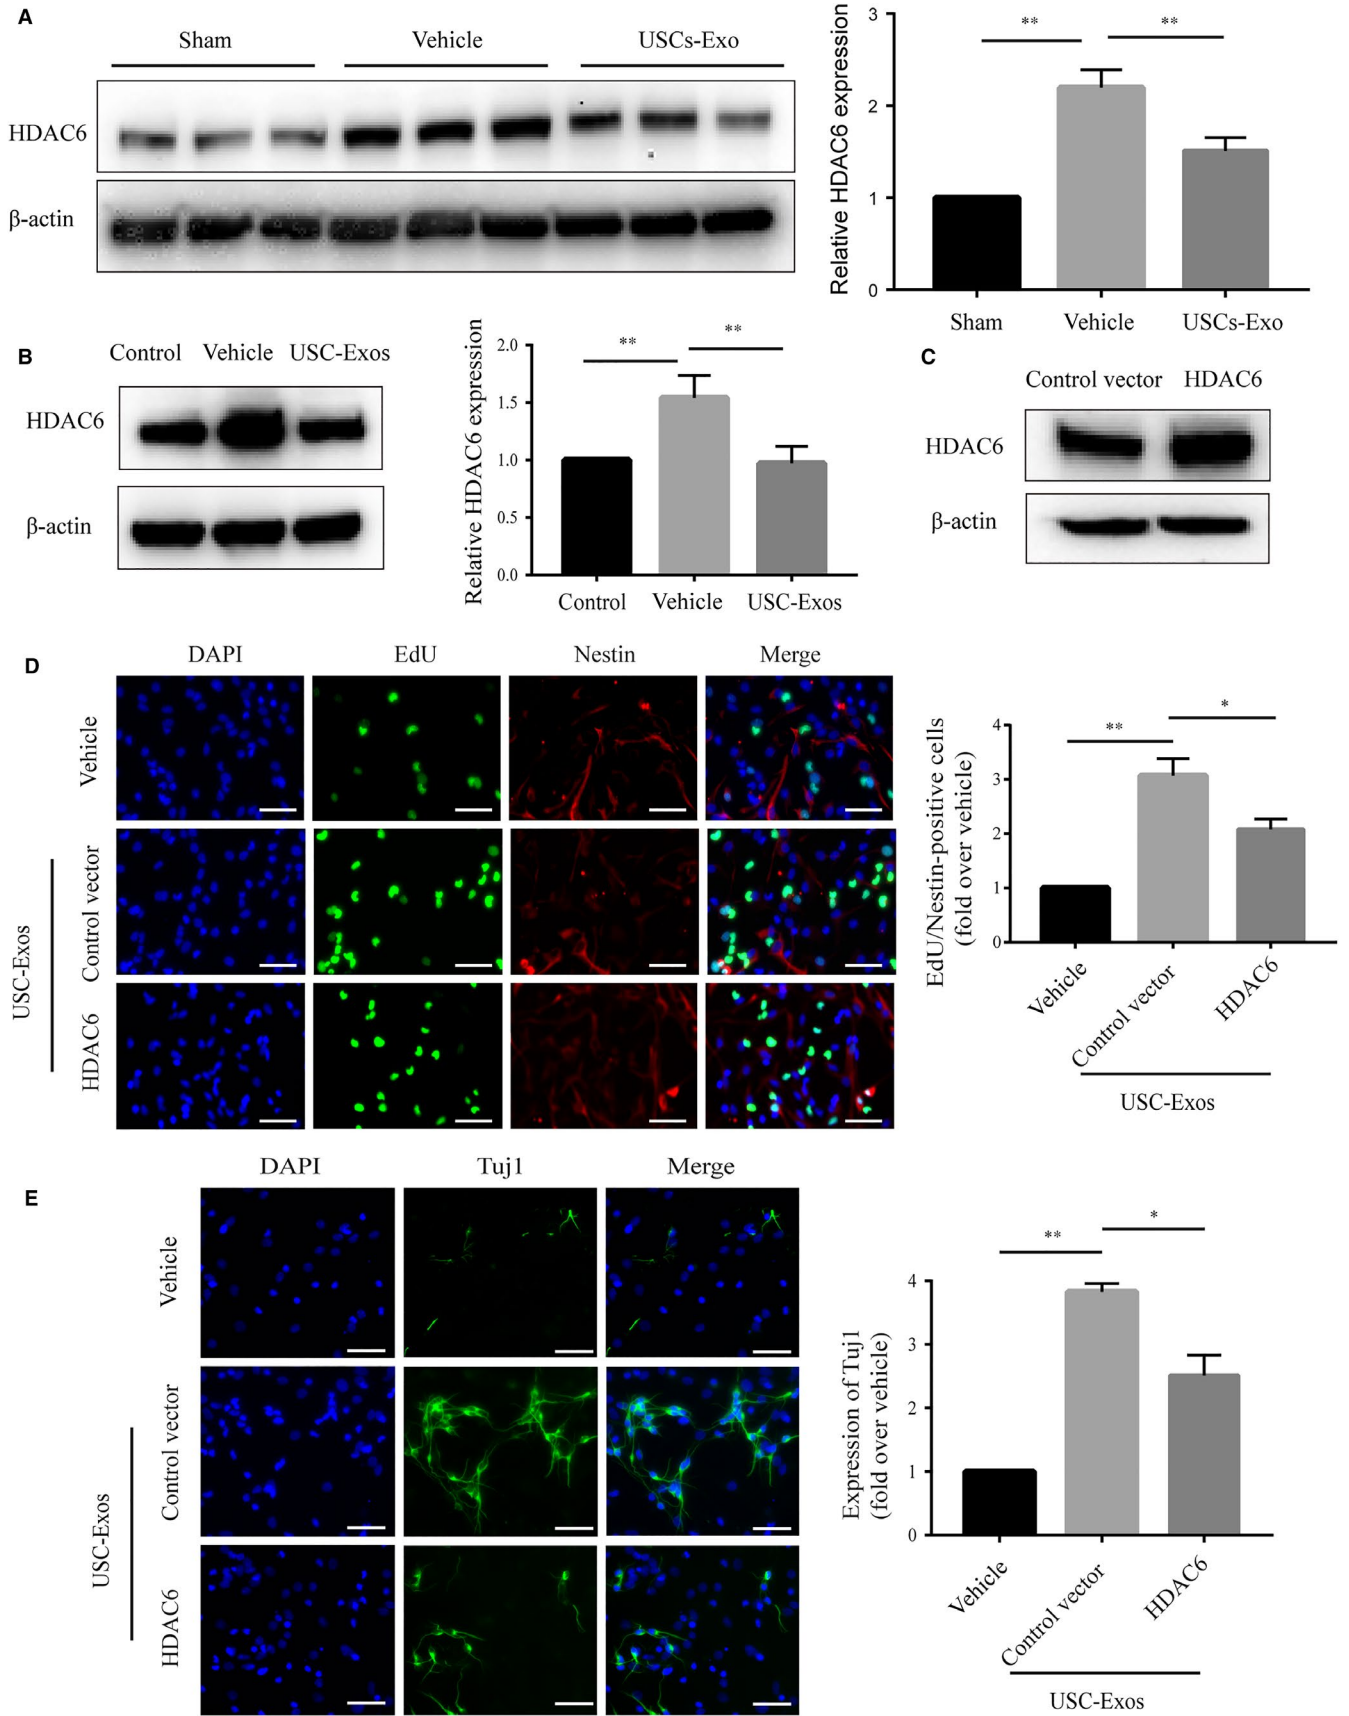 A
Sham
Vehicle
USCs-Exo
HDAC6
β-actin
Relative HDAC6 expression
3
2
1
0
**
**
Sham
Vehicle
USCs-Exo
B
Control
Vehicle
USC-Exos
HDAC6
β-actin
Relative HDAC6 expression
2.0
1.5
1.0
0.5
0.0
**
**
Control
Vehicle
USC-Exos
C
Control vector
HDAC6
HDAC6
β-actin
D
DAPI
EdU
Nestin
Merge
Vehicle
Control vector
HDAC6
USC-Exos
EdU/Nestin-positive cells
(fold over vehicle)
4
3
2
1
0
**
*
Vehicle
Control vector
HDAC6
USC-Exos
E
DAPI
Tuj1
Merge
Vehicle
Control vector
HDAC6
USC-Exos
Expression of Tuj1
(fold over vehicle)
4
3
2
1
0
**
*
Vehicle
Control vector
HDAC6
USC-Exos